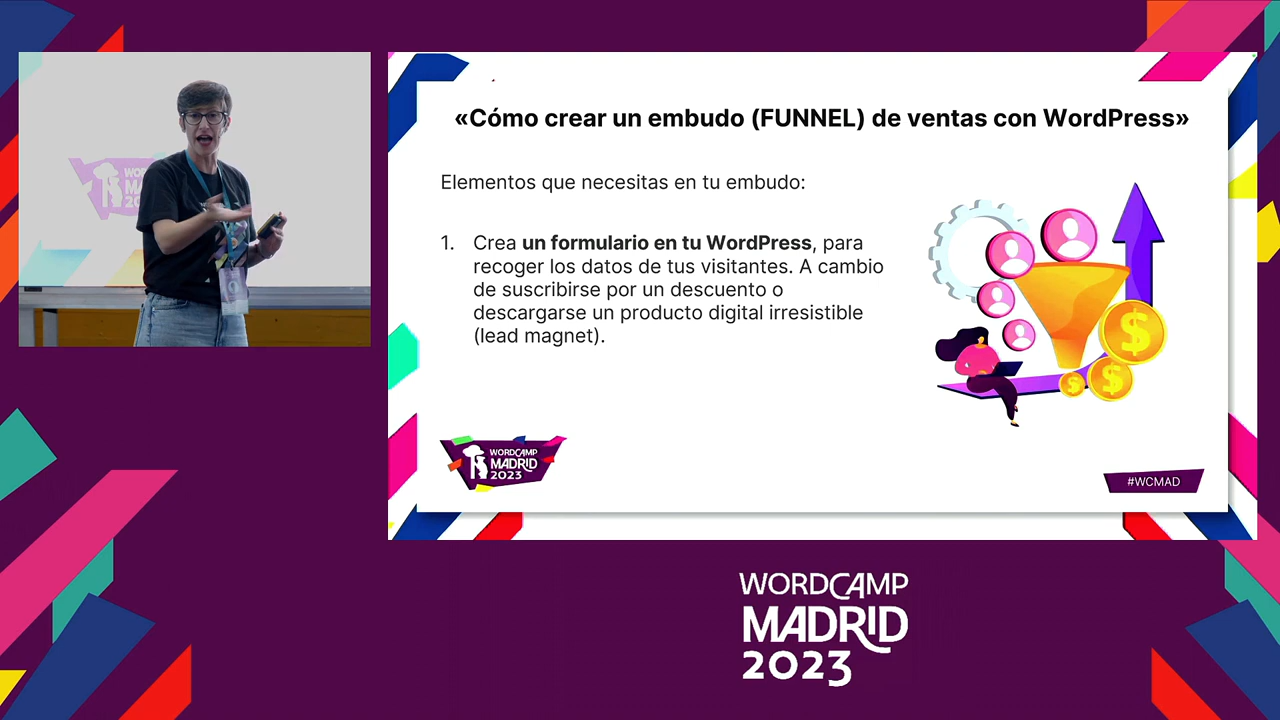 «Cómo crear un embudo (FUNNEL) de ventas con WordPress»
Elementos que necesitas en tu embudo:
1. Crea un formulario en tu WordPress, para
recoger los datos de tus visitantes. A cambio
de suscribirse por un descuento o
descargarse un producto digital irresistible
(lead magnet).
WORDCAMP
MADRID
2023
#WCMAD
WORDCAMP
MADRID
2023